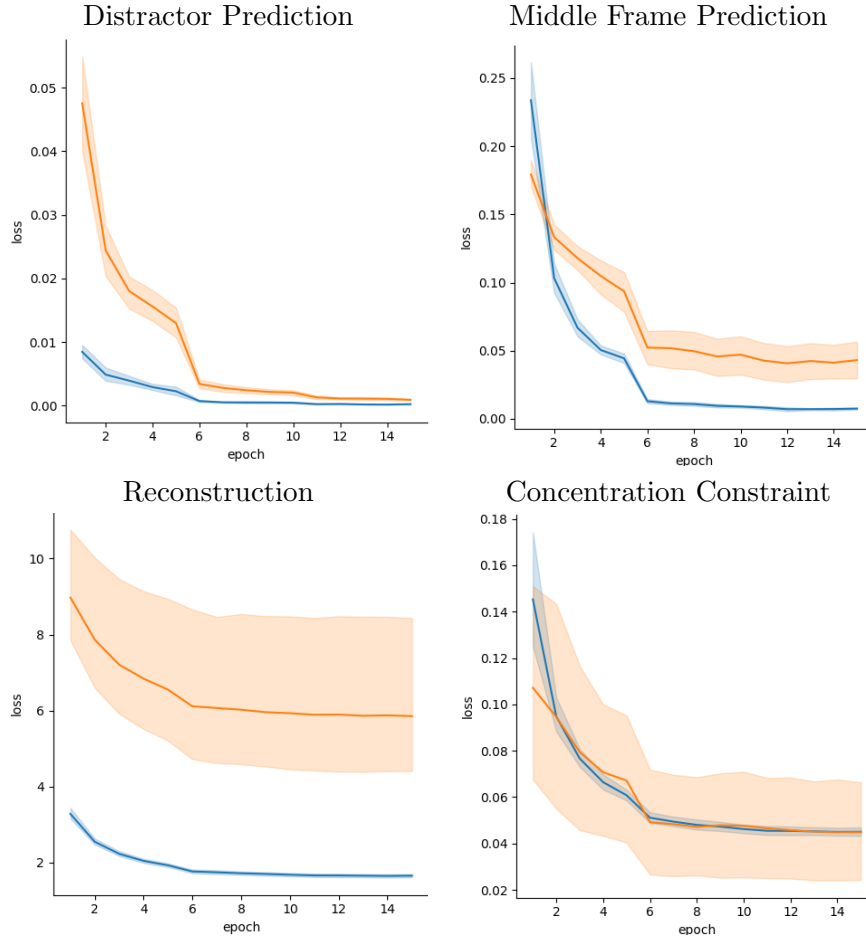 Distractor Prediction
0.05
0.04
0.03
0.02
0.01
0.00
loss
2 4 6 8 10 12 14
epoch
Middle Frame Prediction
0.25
0.20
0.15
0.10
0.05
0.00
loss
2 4 6 8 10 12 14
epoch
Reconstruction
10
8
6
4
2
loss
2 4 6 8 10 12 14
epoch
Concentration Constraint
0.18
0.16
0.14
0.12
0.10
0.08
0.06
0.04
0.02
loss
2 4 6 8 10 12 14
epoch